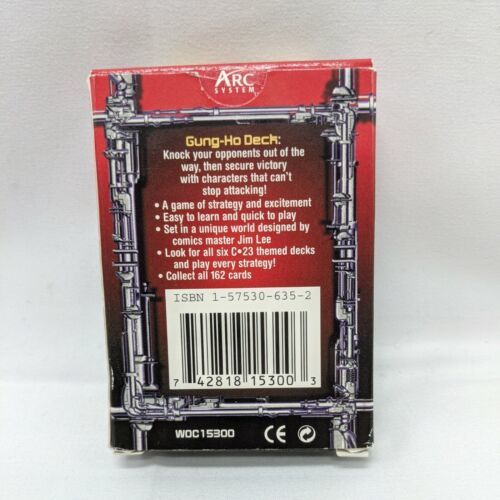 ARC
SYSTEM
Gung-Ho Deck:
Knock your opponents out of the
way, then secure victory
with characters that can't
stop attacking!
• A game of strategy and excitement
• Easy to learn and quick to play
• Set in a unique world designed by
comics master Jim Lee
• Look for all six C•23 themed decks
and play every strategy!
• Collect all 162 cards
ISBN 1-57530-635-2
7 42818 15300 3
WOC15300 CE